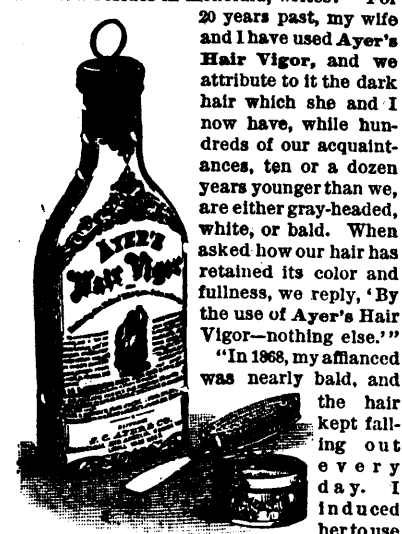 writes: "For
20 years past, my wife
and I have used Ayer's
Hair Vigor, and we
attribute to it the dark
hair which she and I
now have, while hun-
dreds of our acquaint-
ances, ten or a dozen
years younger than we,
are either gray-headed,
white, or bald. When
asked how our hair has
retained its color and
fullness, we reply, ‘By
the use of Ayer's Hair
Vigor—nothing else.’”
“In 1868, my affianced
was nearly bald, and
the hair
kept fall-
ing out
every
day. I
induced
her to use
AYER'S
Hair Vigor